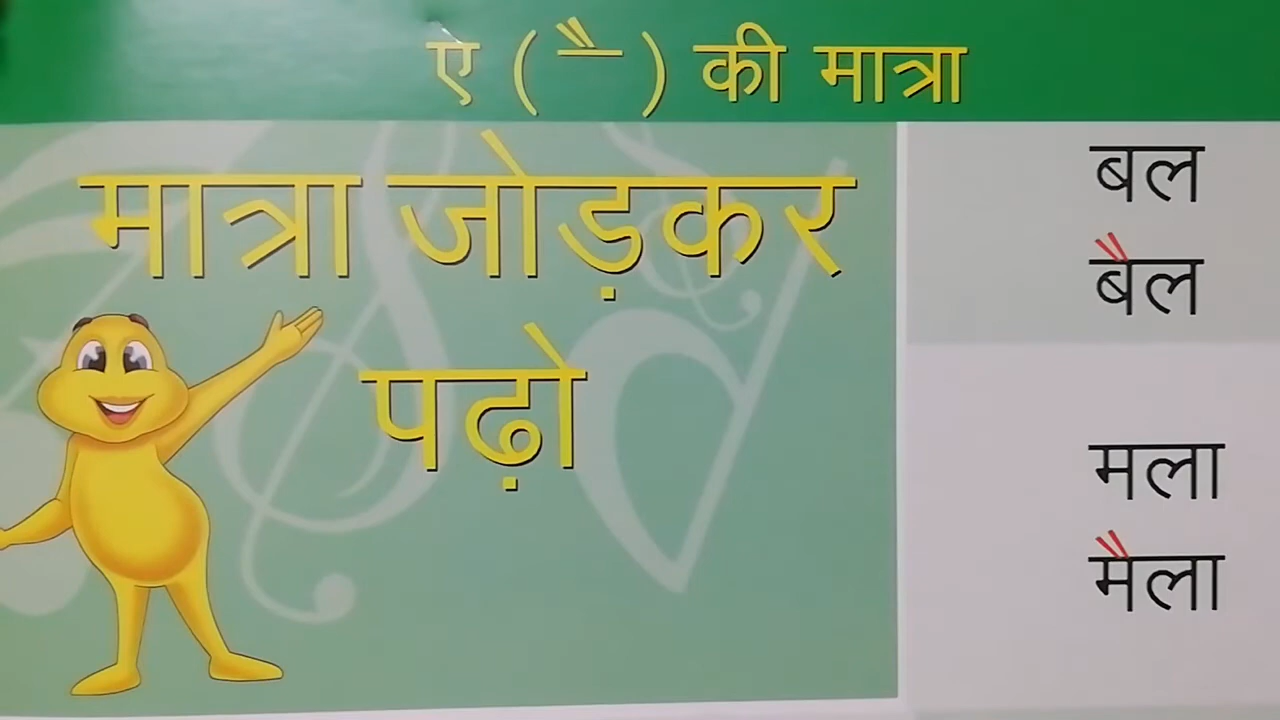 ए ( ै ) की मात्रा
मात्रा जोड़कर
पढ़ो
बल
बैल
मला
मैला